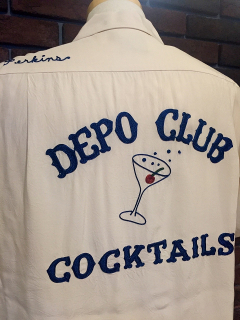 Perkins
DEPO CLUB
COCKTAILS